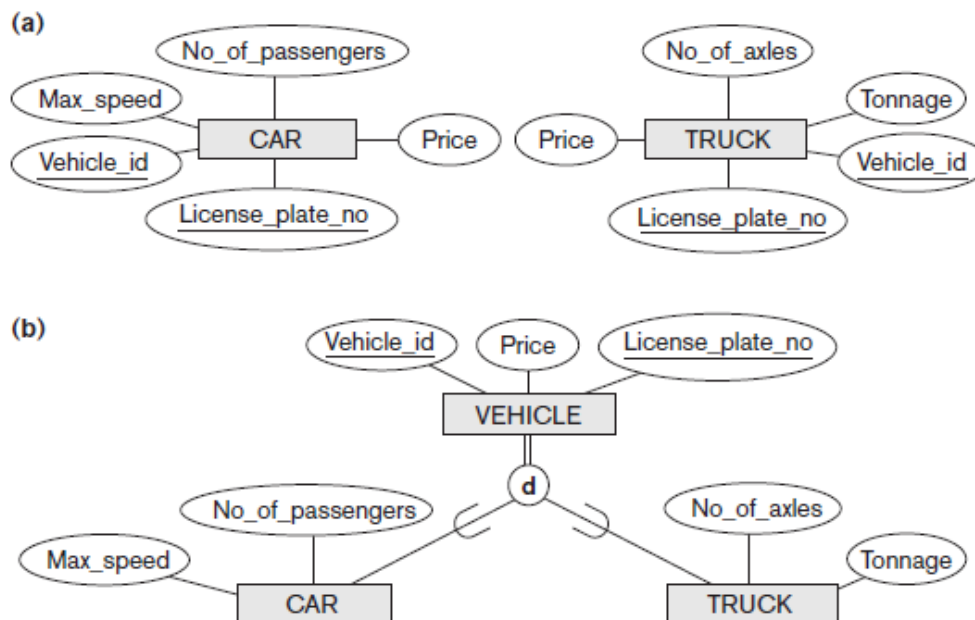 (a)
No_of_passengers
No_of_axles
Max_speed
Tonnage
CAR
Price
Price
TRUCK
Vehicle_id
Vehicle_id
License_plate_no
License_plate_no
(b)
Vehicle_id
Price
License_plate_no
VEHICLE
d
No_of_passengers
No_of_axles
Max_speed
Tonnage
CAR
TRUCK